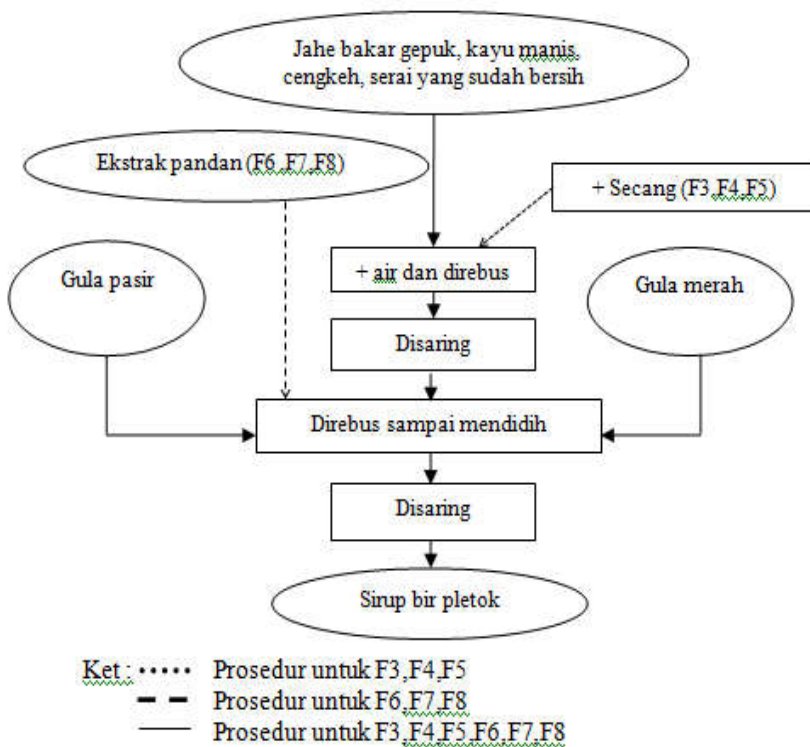 Jahe bakar gepuk, kayu manis,
cengkeh, serai yang sudah bersih
Ekstrak pandan (F6 ,F7,F8)
+ Secang (F3,F4,F5)
Gula pasir
+ air dan direbus
Gula merah
Disaring
Direbus sampai mendidih
Disaring
Sirup bir pletok
Ket : Prosedur untuk F3,F4,F5
Prosedur untuk F6,F7,F8
Prosedur untuk F3,F4,F5,F6,F7,F8